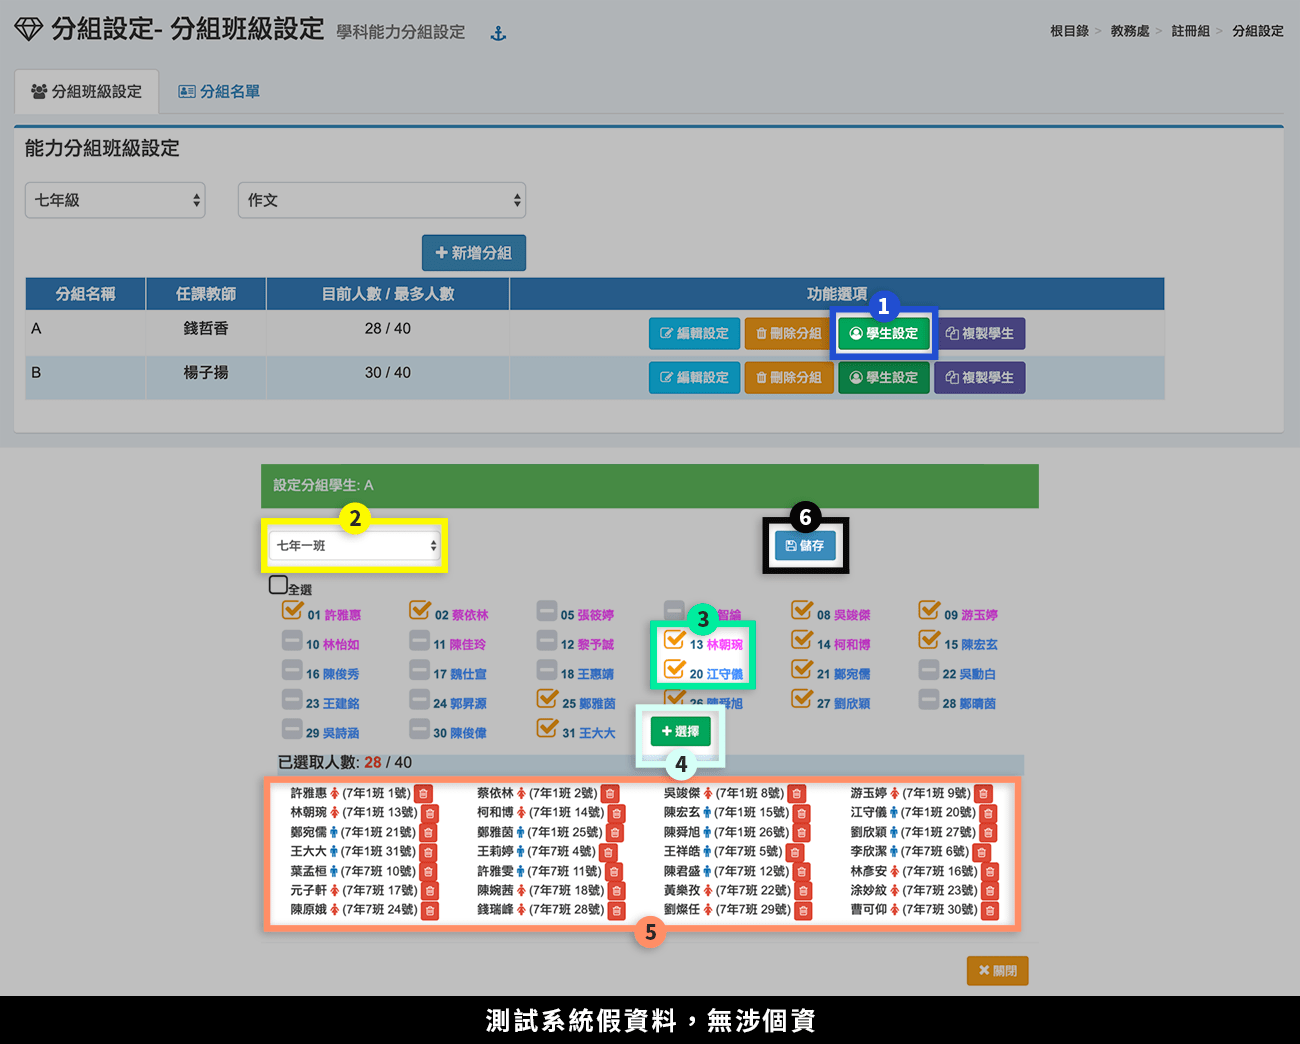 分組設定- 分組班級設定 學科能力分組設定
根目錄 > 教務處 > 註冊組 > 分組設定
分組班級設定 分組名單
能力分組班級設定
七年級 作文
新增分組
分組名稱 任課教師 目前人數 / 最多人數 功能選項
1
A 錢哲香 28 / 40 編輯設定 刪除分組 學生設定 複製學生
B 楊子揚 30 / 40 編輯設定 刪除分組 學生設定 複製學生
設定分組學生: A
2 6
七年一班 儲存
全選
01 許雅惠 02 蔡依林 05 張筱婷 智綸 08 吳竣傑 09 游玉婷
3
10 林怡如 11 陳佳玲 12 黎予誠 13 林朝琬 14 柯和博 15 陳宏玄
16 陳俊秀 17 魏仕宣 18 王惠靖 20 江守儀 21 鄭宛儒 22 吳勳白
23 王建銘 24 郭昇源 25 鄭雅茵 26 陳舜旭 27 劉欣穎 28 鄭晴茵
29 吳詩涵 30 陳俊偉 31 王大大 選擇
4
已選取人數: 28 / 40
許雅惠 (7年1班 1號) 蔡依林 (7年1班 2號) 吳竣傑 (7年1班 8號) 游玉婷 (7年1班 9號)
林朝琬 (7年1班 13號) 柯和博 (7年1班 14號) 陳宏玄 (7年1班 15號) 江守儀 (7年1班 20號)
鄭宛儒 (7年1班 21號) 鄭雅茵 (7年1班 25號) 陳舜旭 (7年1班 26號) 劉欣穎 (7年1班 27號)
王大大 (7年1班 31號) 王莉婷 (7年7班 4號) 王祥皓 (7年7班 5號) 李欣潔 (7年7班 6號)
葉孟桓 (7年7班 10號) 許雅雯 (7年7班 11號) 陳君盛 (7年7班 12號) 林彥安 (7年7班 16號)
元子軒 (7年7班 17號) 陳婉茜 (7年7班 18號) 黃樂孜 (7年7班 22號) 涂妙紋 (7年7班 23號)
陳原娥 (7年7班 24號) 錢瑞峰 (7年7班 28號) 劉燦任 (7年7班 29號) 曹可仰 (7年7班 30號)
5
關閉
測試系統假資料，無涉個資